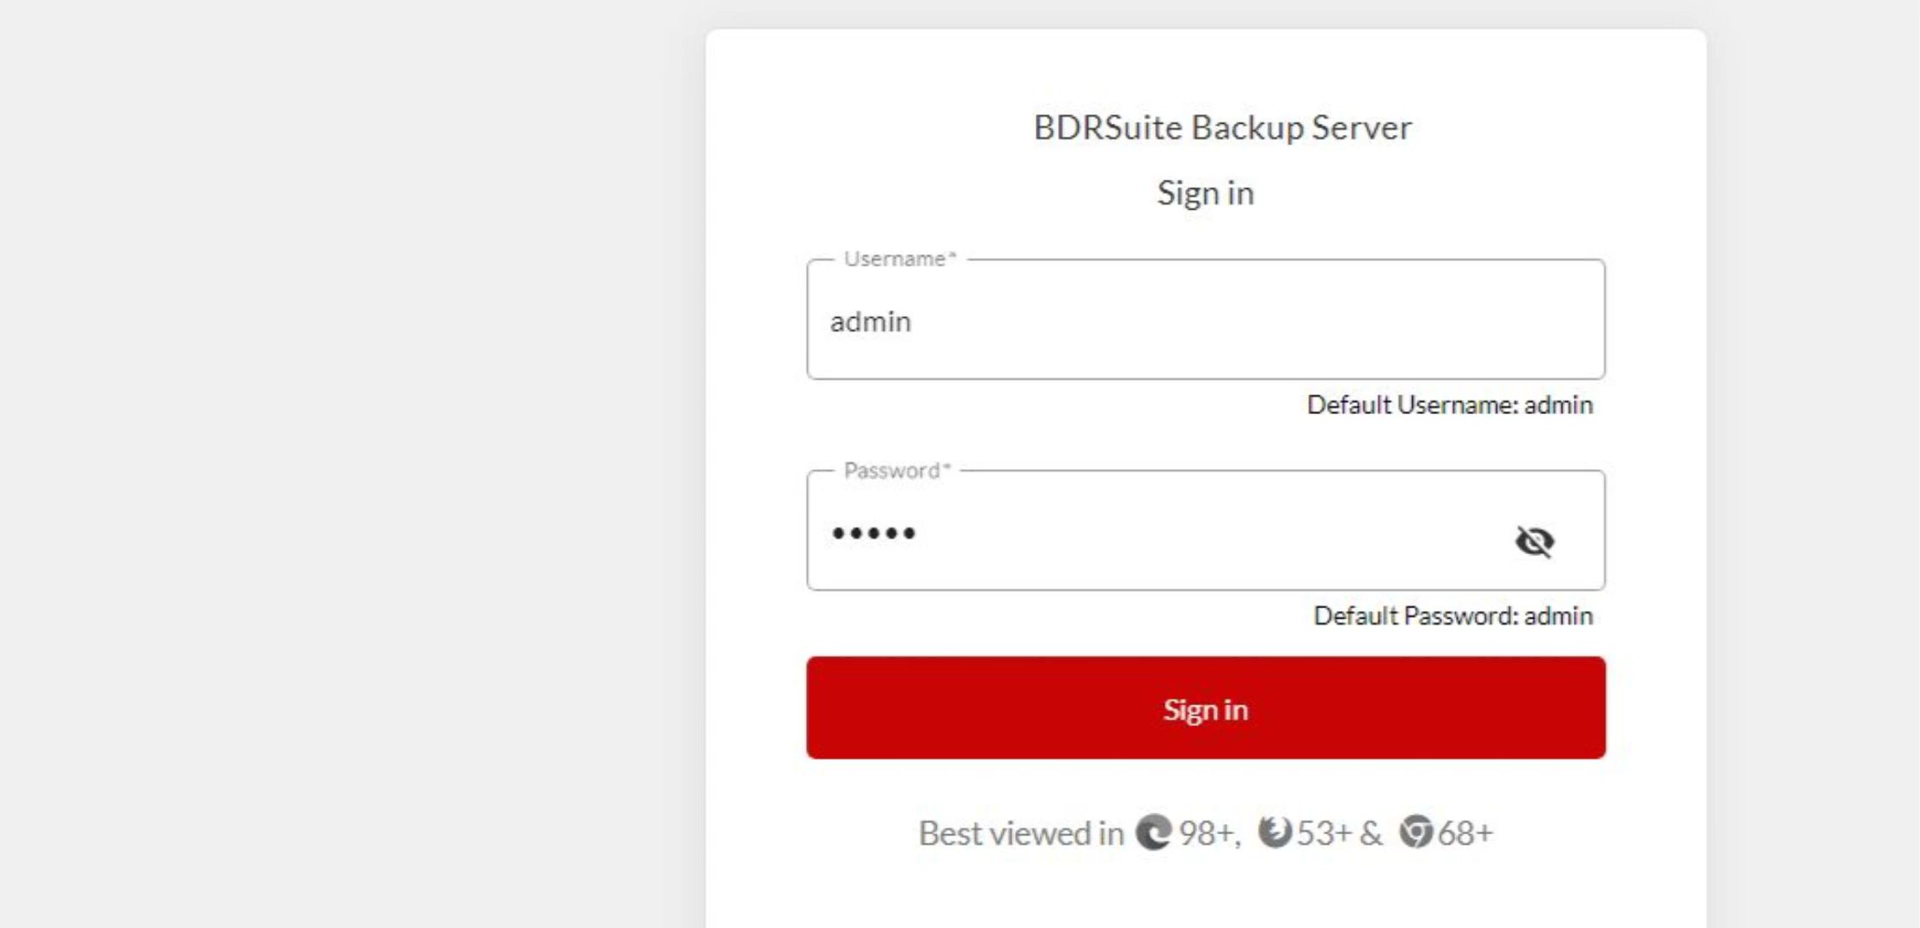 BDRSuite Backup Server
Sign in
Username*
admin
Default Username: admin
Password*
•••••
Default Password: admin
Sign in
Best viewed in 98+, 53+ & 68+